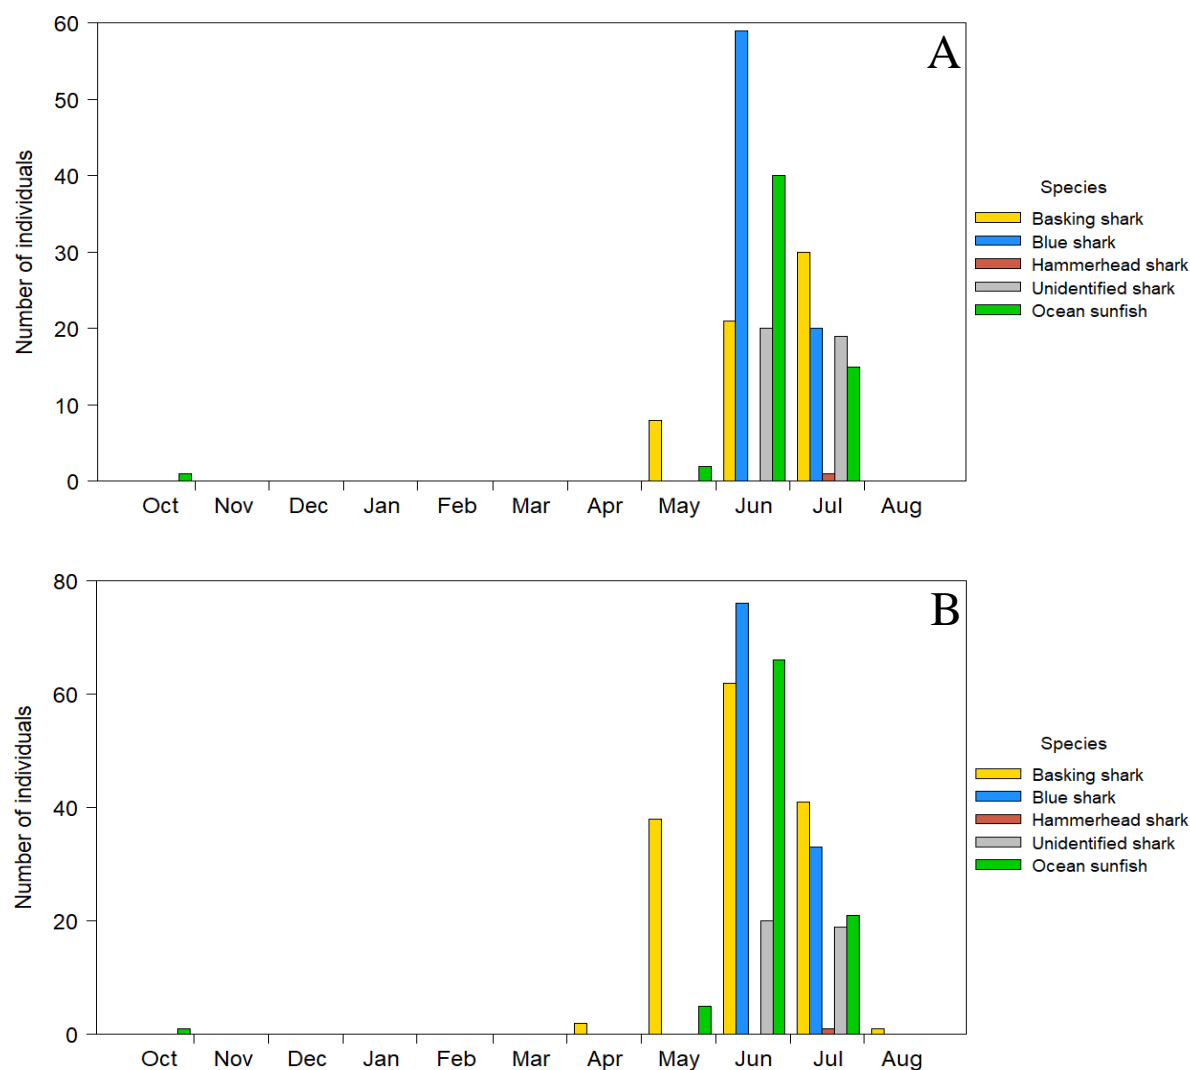 A
60
50
40
30
20
10
0
Number of individuals
Oct Nov Dec Jan Feb Mar Apr May Jun Jul Aug
Species
Basking shark
Blue shark
Hammerhead shark
Unidentified shark
Ocean sunfish
B
80
60
40
20
0
Number of individuals
Oct Nov Dec Jan Feb Mar Apr May Jun Jul Aug
Species
Basking shark
Blue shark
Hammerhead shark
Unidentified shark
Ocean sunfish